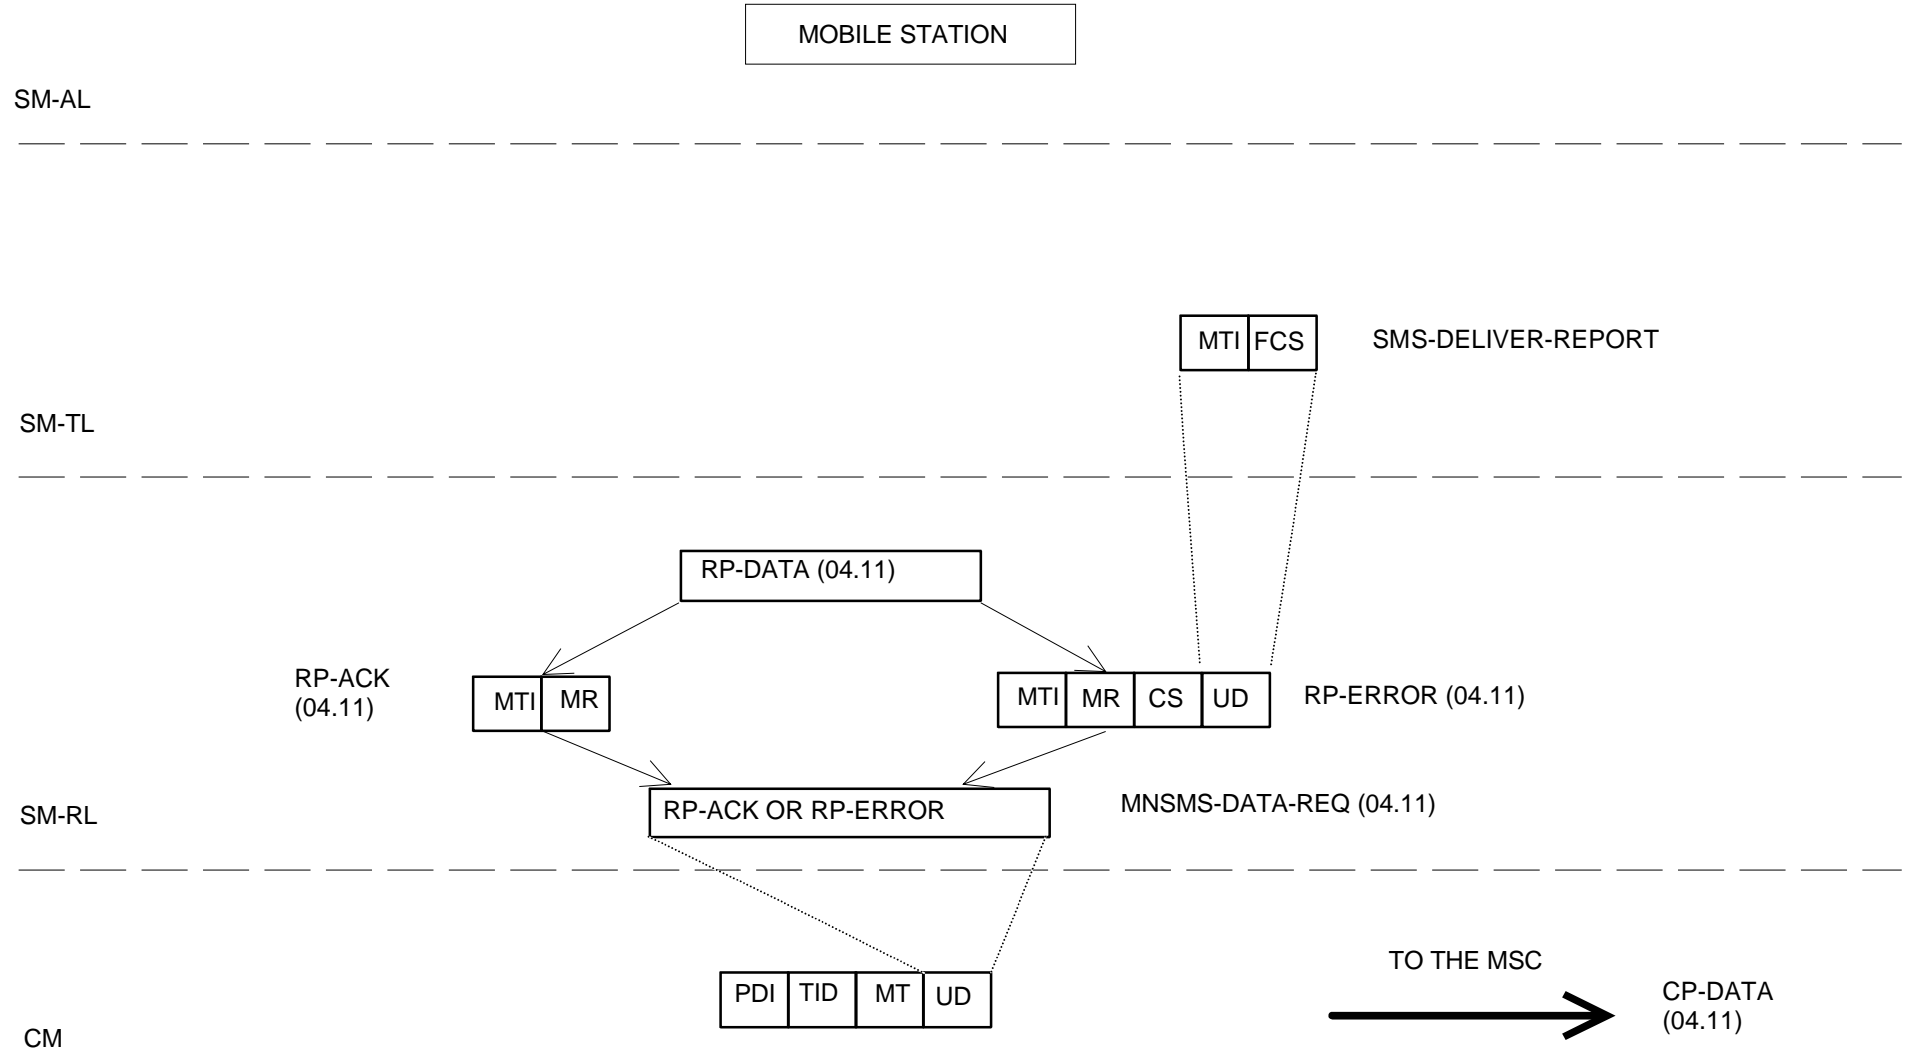 MOBILE STATION
SM-AL
MTI FCS SMS-DELIVER-REPORT
SM-TL
RP-DATA (04.11)
RP-ACK
(04.11)
MTI MR
MTI MR CS UD RP-ERROR (04.11)
RP-ACK OR RP-ERROR
MNSMS-DATA-REQ (04.11)
SM-RL
TO THE MSC
PDI TID MT UD
CP-DATA
(04.11)
CM